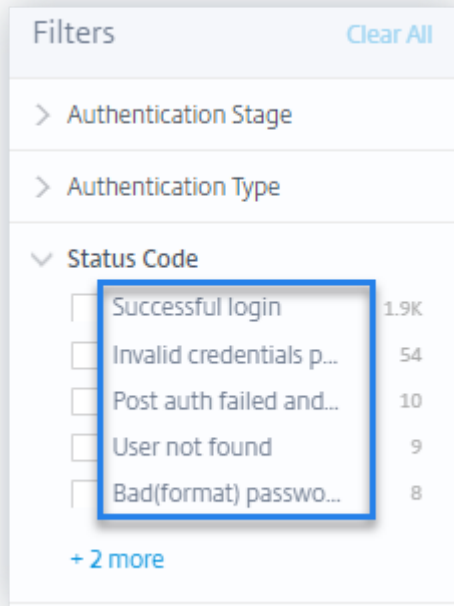 Filters Clear All
Authentication Stage
Authentication Type
Status Code
Successful login 1.9K
Invalid credentials p... 54
Post auth failed and... 10
User not found 9
Bad(format) passwo... 8
+ 2 more